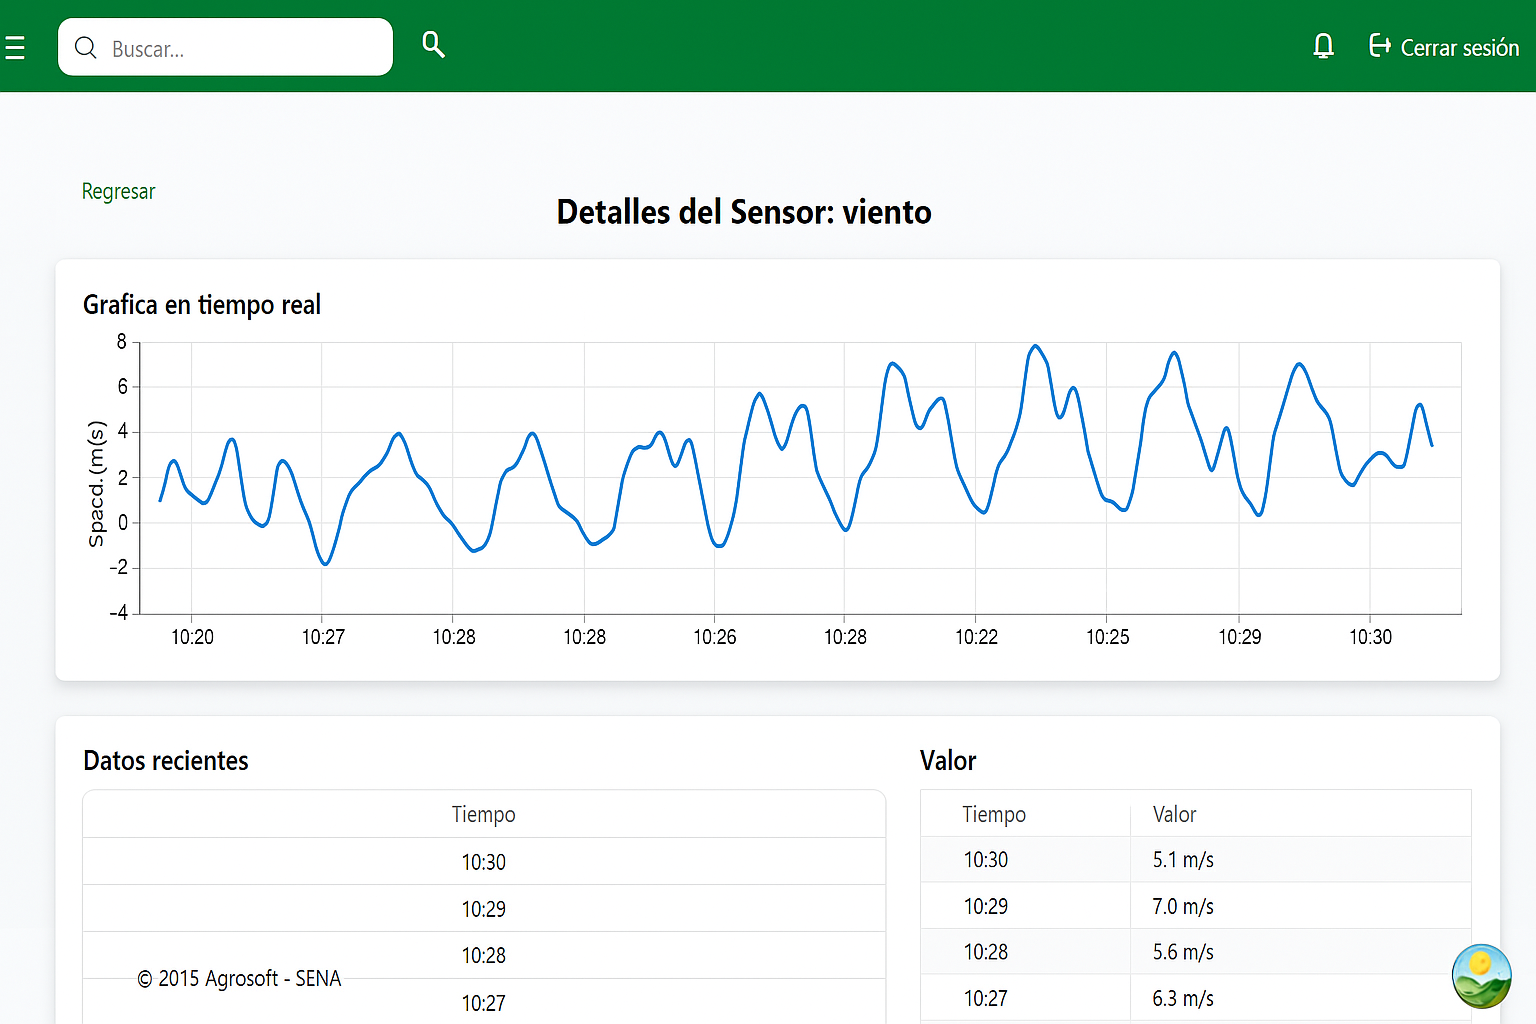 Buscar...
Cerrar sesión
Regresar
Detalles del Sensor: viento
Grafica en tiempo real
Spacd.(m(s)
8
6
4
2
0
-2
-4
10:20 10:27 10:28 10:28 10:26 10:28 10:22 10:25 10:29 10:30
Datos recientes
Tiempo
10:30
10:29
10:28
10:27
© 2015 Agrosoft - SENA
Valor
Tiempo Valor
10:30 5.1 m/s
10:29 7.0 m/s
10:28 5.6 m/s
10:27 6.3 m/s